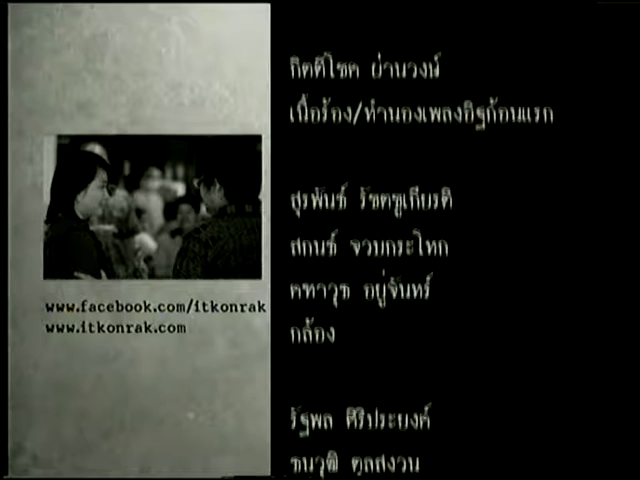 www.facebook.com/itkonrak
www.itkonrak.com
กิตติโชค ย่านวงษ์
เนื้อร้อง/ทำนองเพลงอิฐก้อนแรก
สุรพันธ์ รัชตชูเกียรติ
สกนธ์ จวบกระโทก
คทาวุธ อยู่จันทร์
กล้อง
รัฐพล ศิริประยงค์
ธนวุฒิ ตุลสงวน